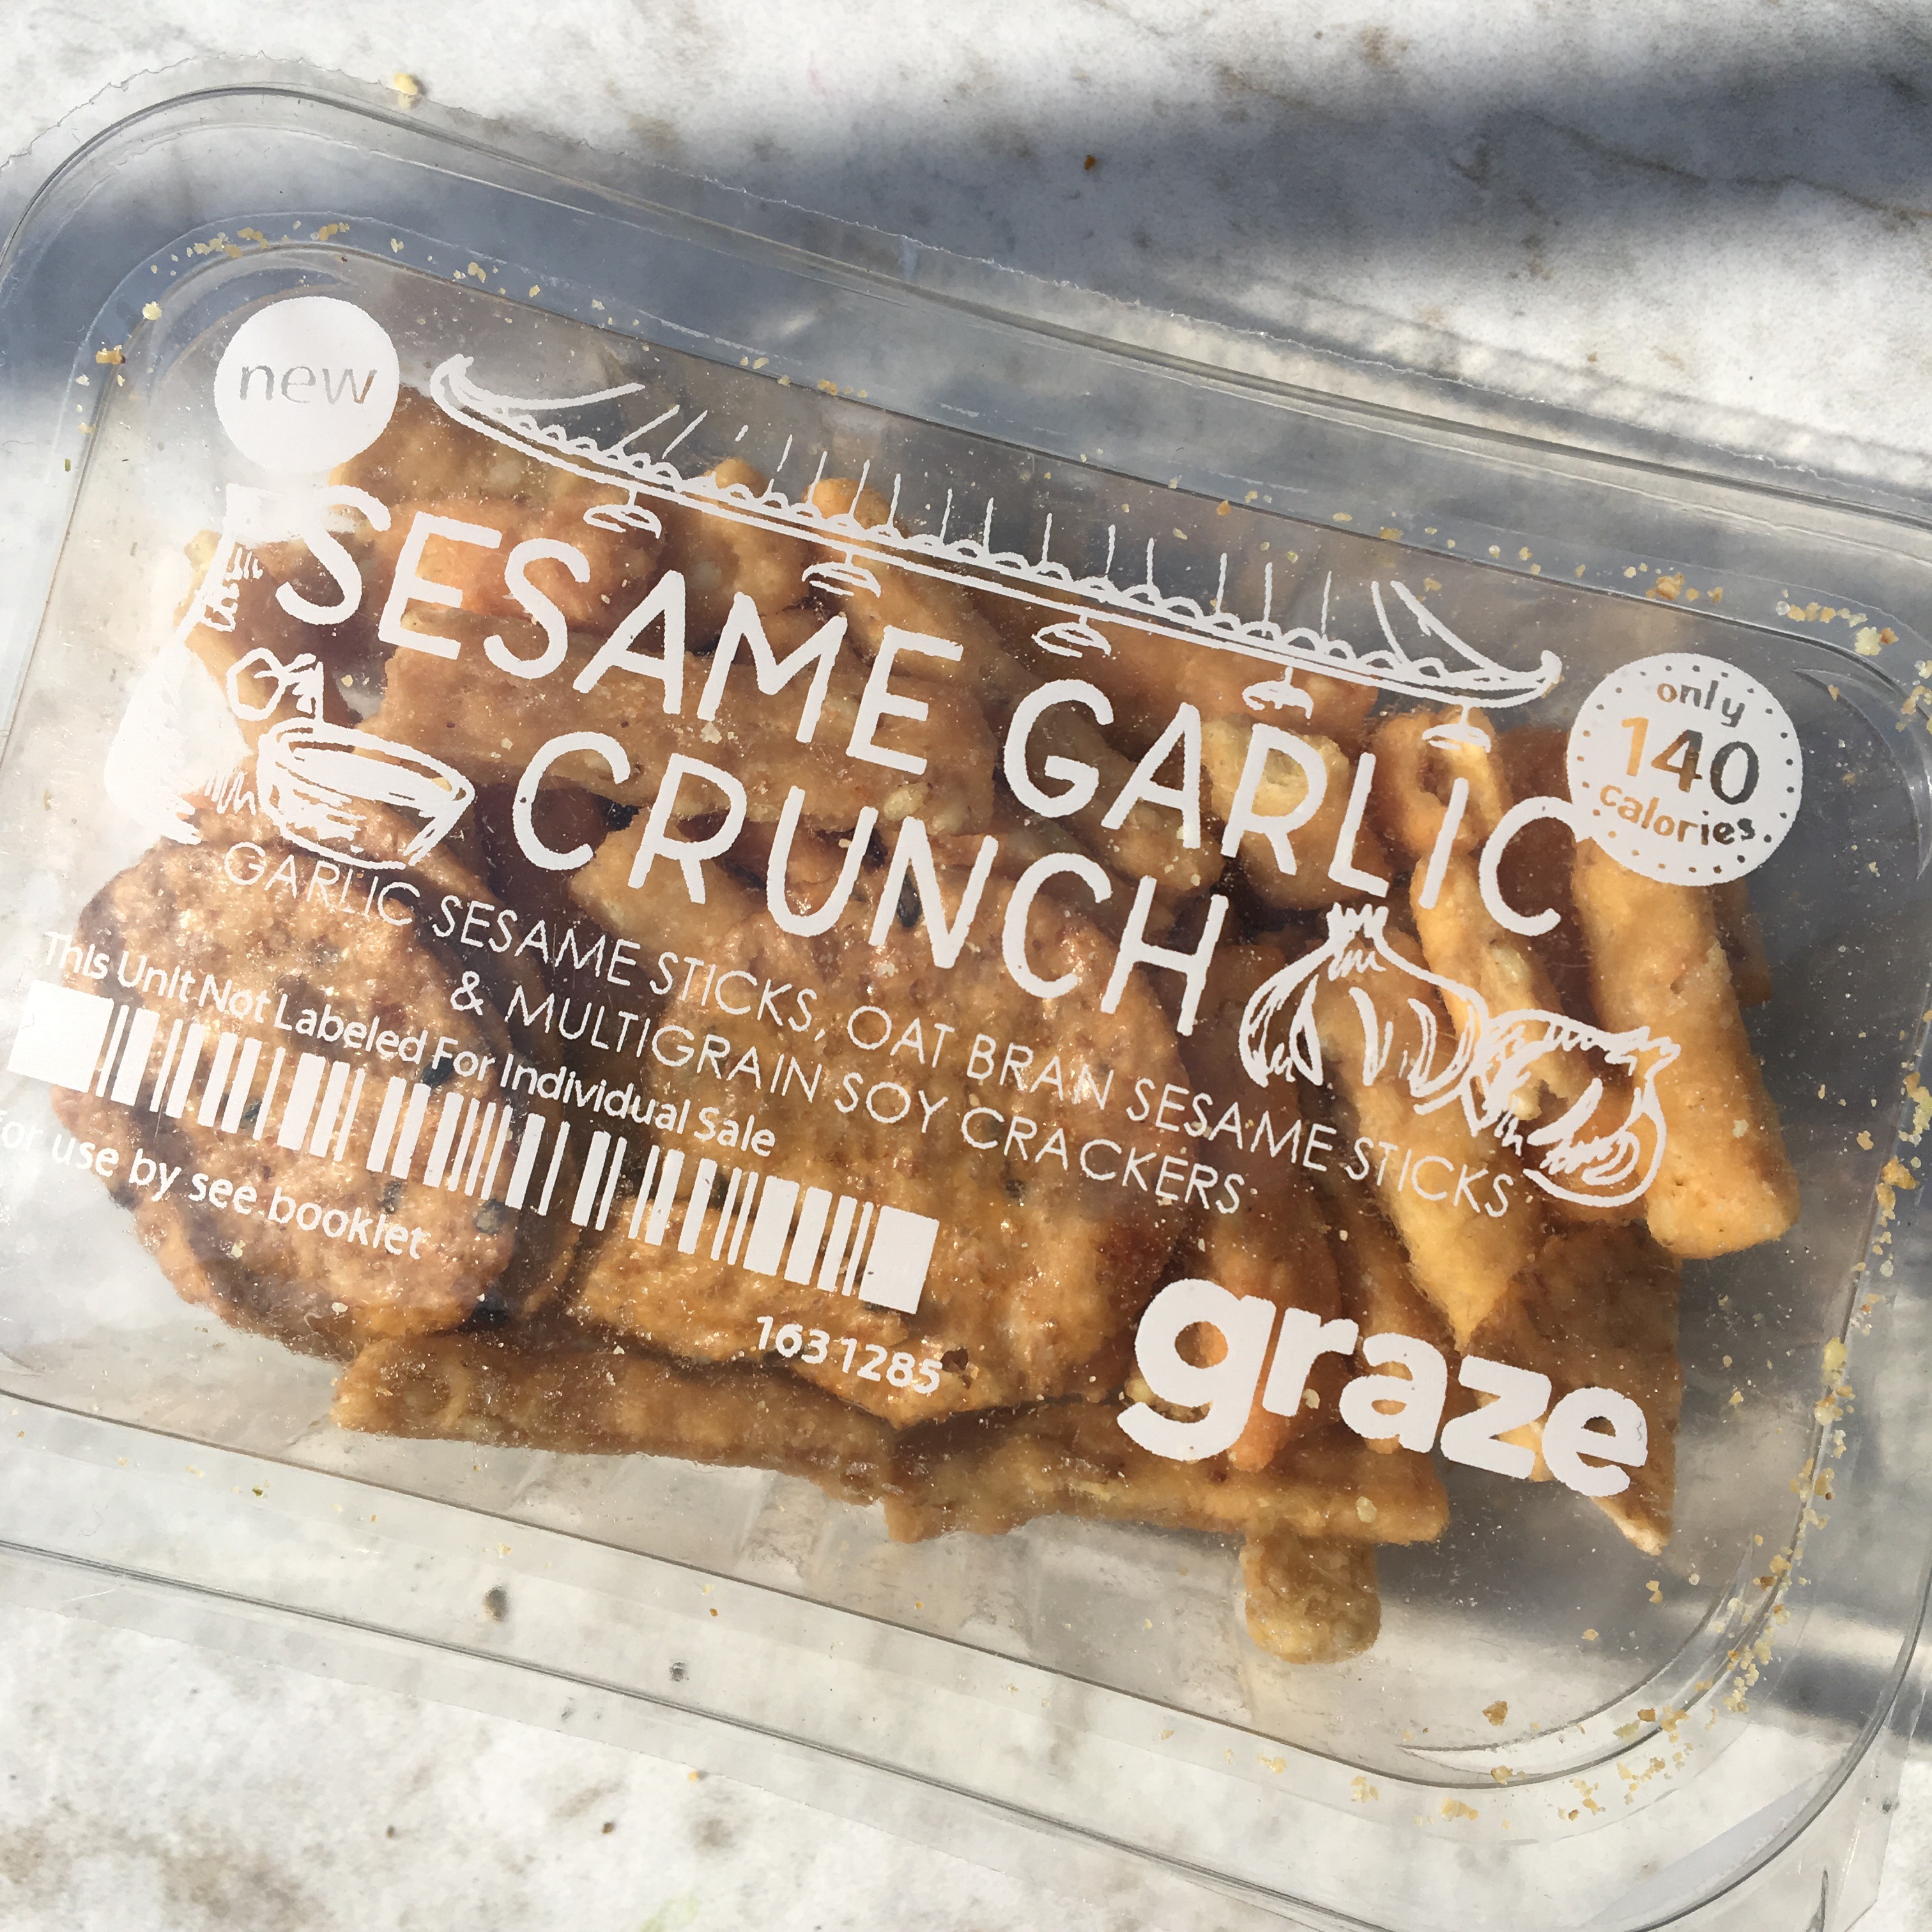 new
SESAME GARLIC
CRUNCH
only
140
calories
GARLIC SESAME STICKS, OAT BRAN SESAME STICKS
& MULTIGRAIN SOY CRACKERS
This Unit Not Labeled For Individual Sale
for use by see booklet
1631285
graze